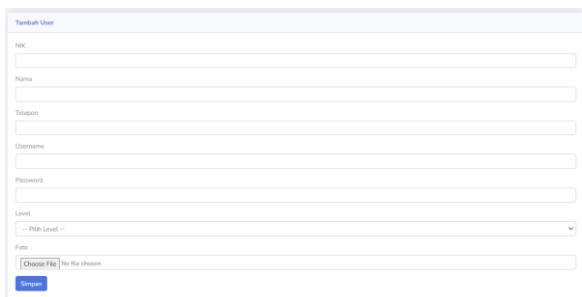 Tambah User
NIK
Nama
Telepon
Username
Password
Level
-- Pilih Level --
Foto
Choose File No file chosen
Simpan